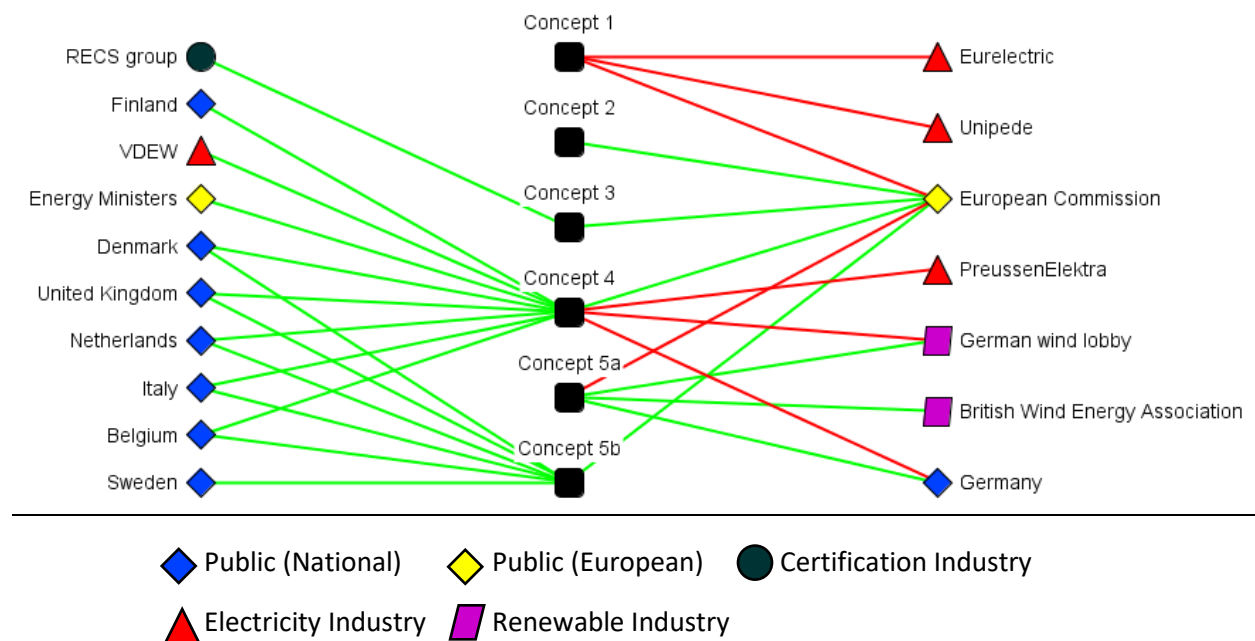 Concept 1
RECS group
Eurelectric
Finland
Concept 2
Unipede
VDEW
Concept 3
Energy Ministers
European Commission
Denmark
Concept 4
PreussenElektra
United Kingdom
Netherlands
German wind lobby
Concept 5a
Italy
British Wind Energy Association
Belgium
Concept 5b
Sweden
Germany
Public (National)
Public (European)
Certification Industry
Electricity Industry
Renewable Industry